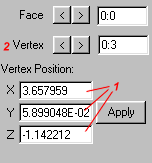 Face < > 0:0
2 Vertex < > 0:3
Vertex Position:
X 3.657959 1
Y 5.899048E-02 Apply
Z -1.142212